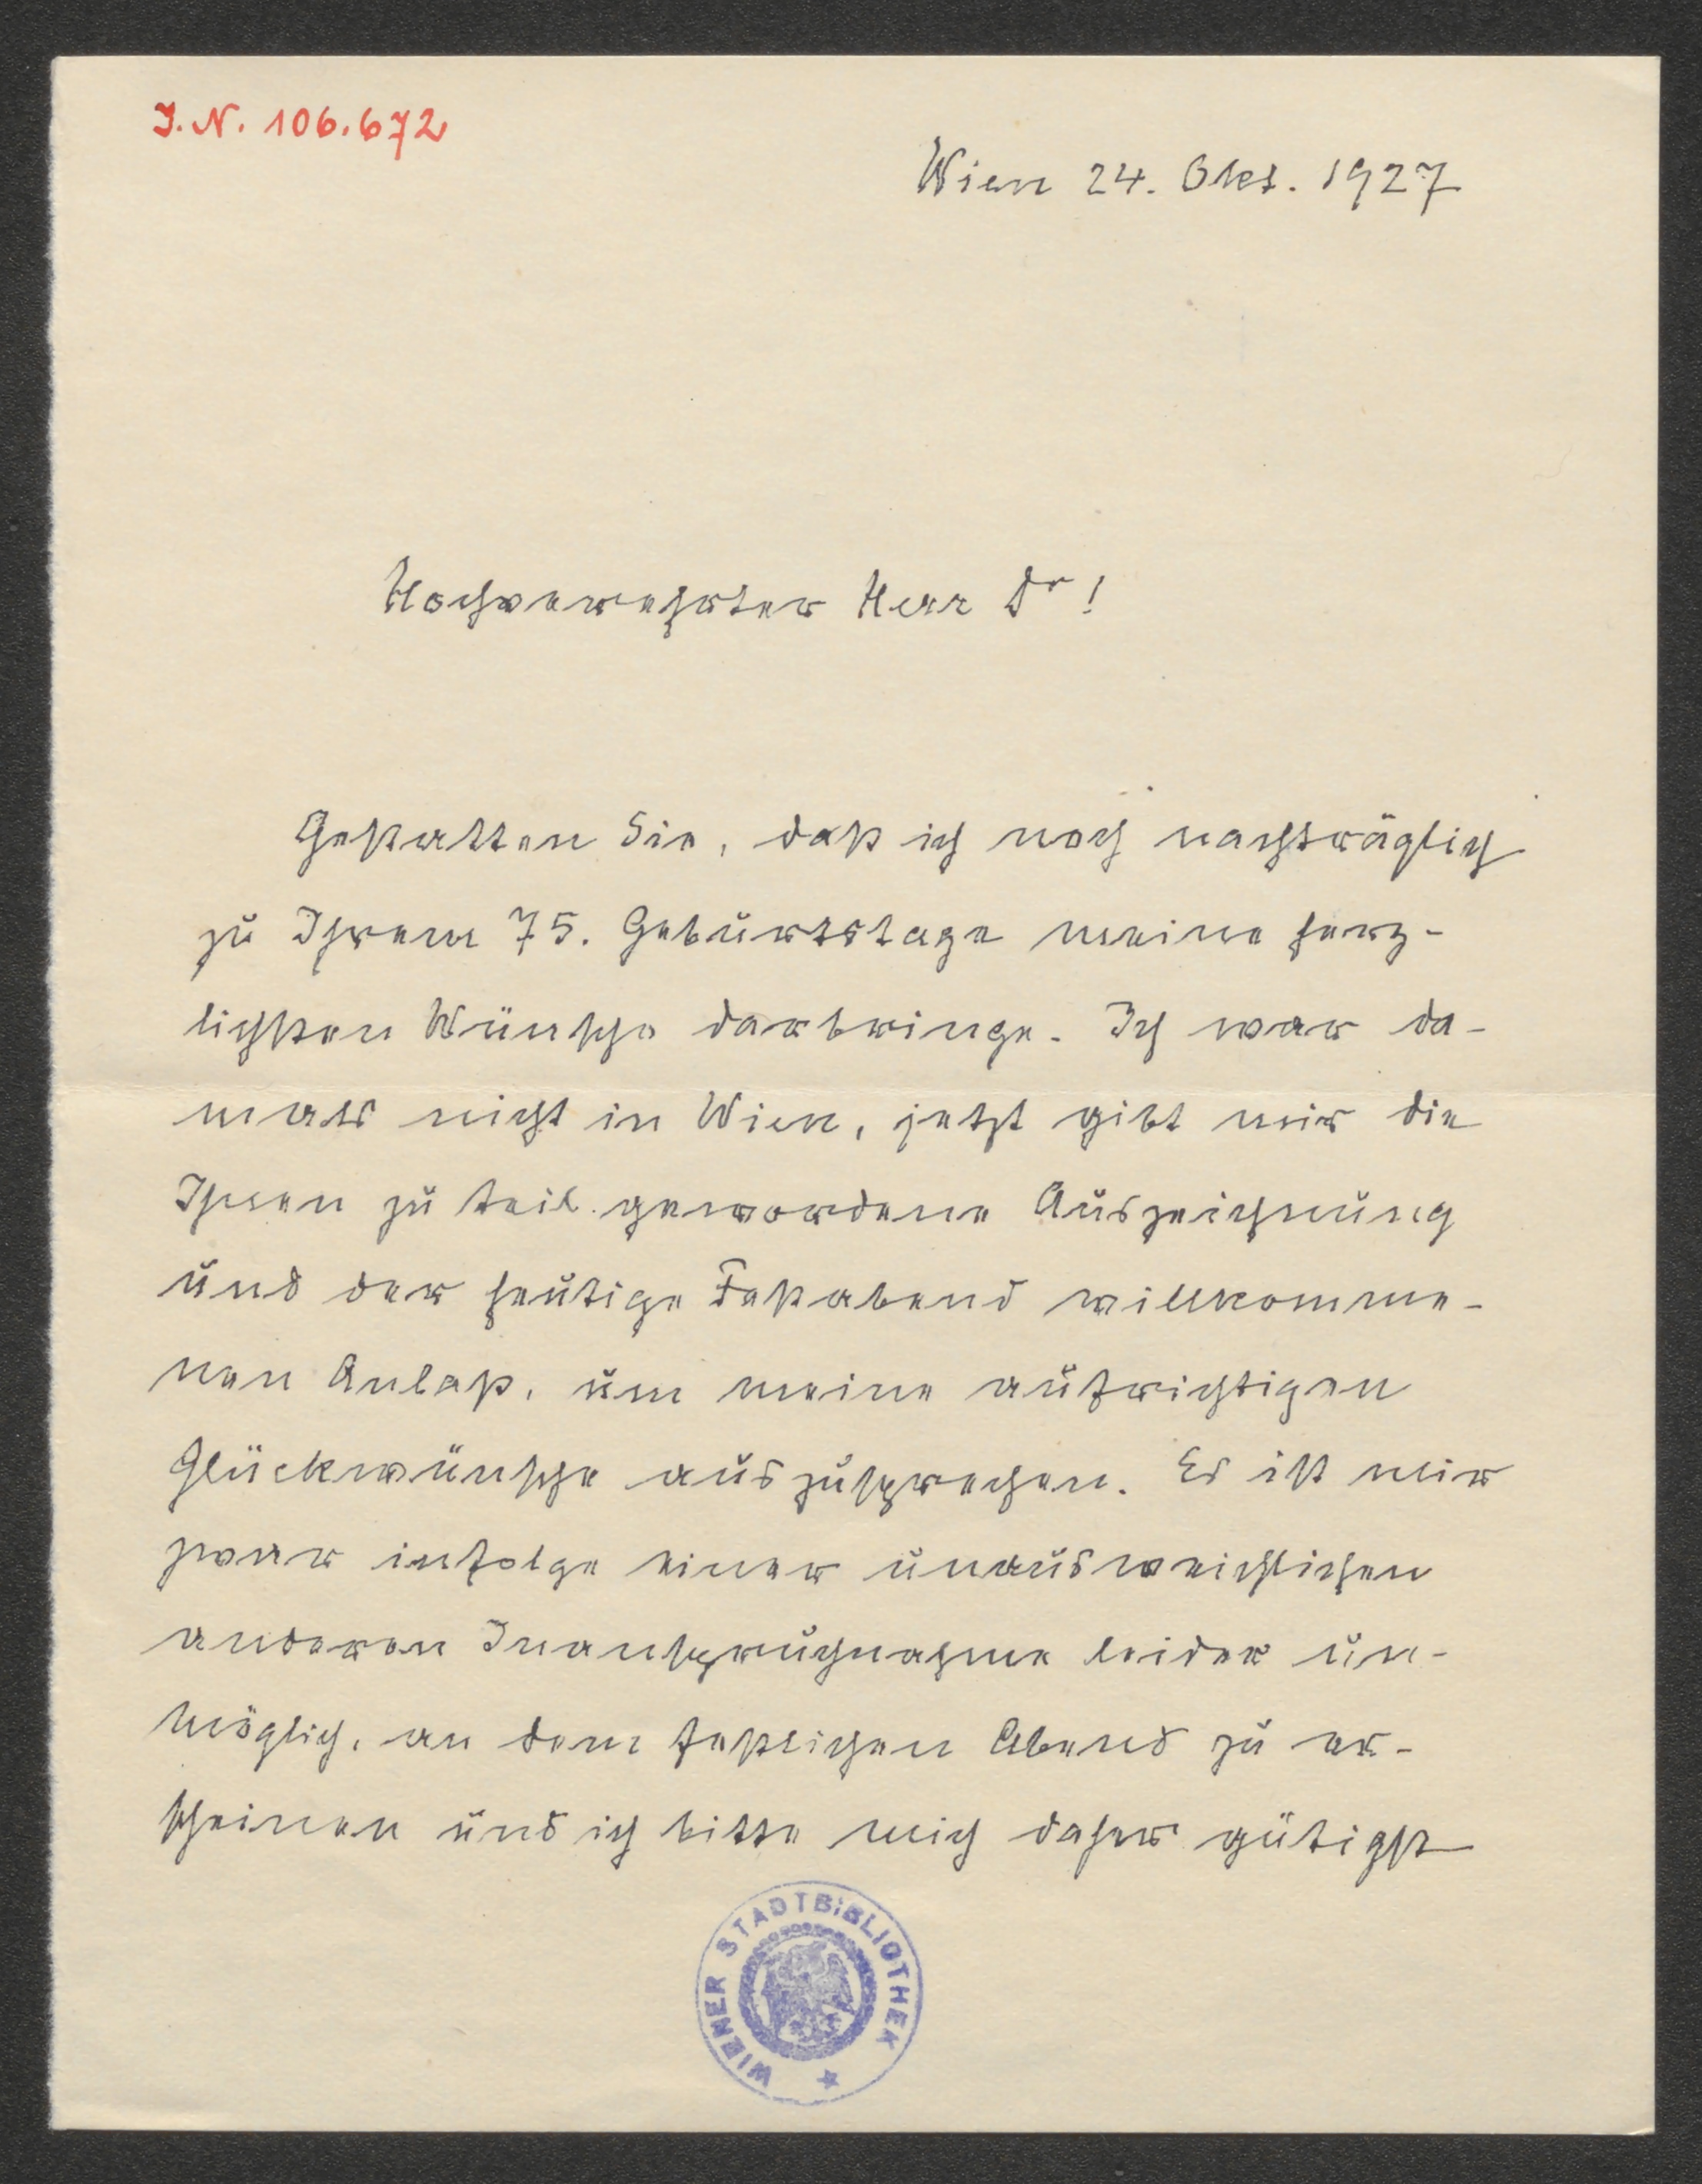 J. N. 106.672
Wien 24. Okt. 1927
Hochverehrter Herr Dr!
Gestatten Sie, daß ich noch nachträglich
zu Ihrem 75. Geburtstage meine herz-
lichsten Wünsche darbringe. Ich war da-
mals nicht in Wien, jetzt gibt mir die
Ihnen zu teil gewordene Auszeichnung
und der heutige Festabend willkomme-
nen Anlaß, um meine aufrichtigen
Glückwünsche auszusprechen. Es ist mir
zwar infolge einer unausweichlichen
anderen Inanspruchnahme leider un-
möglich, an dem festlichen Abend zu er-
scheinen und ich bitte mich daher gütigst
WIENER STADTBIBLIOTHEK